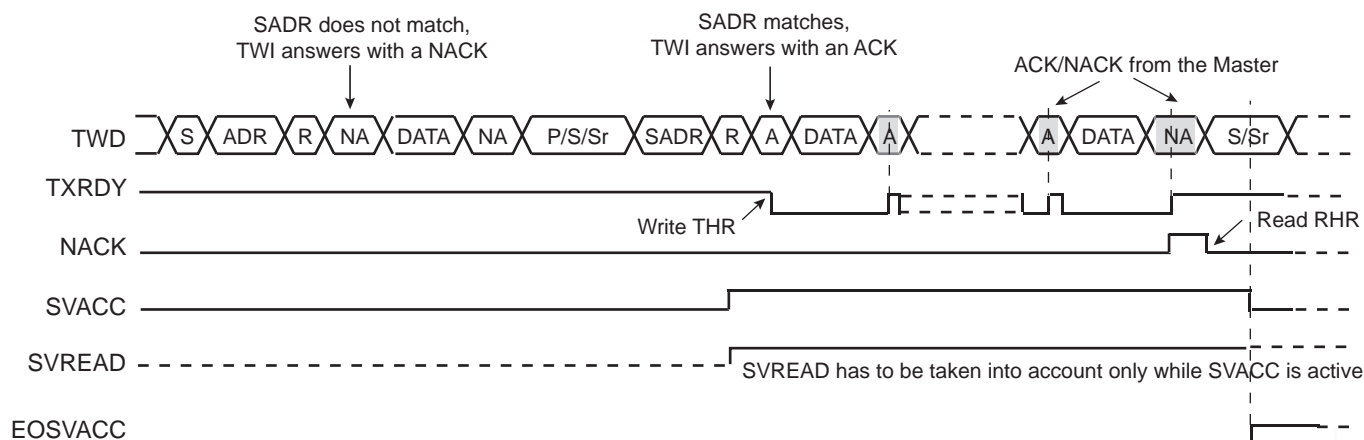 SADR does not match,
TWI answers with a NACK
SADR matches,
TWI answers with an ACK
ACK/NACK from the Master
TWD S ADR R NA DATA NA P/S/Sr SADR R A DATA A A DATA NA S/Sr
TXRDY
Write THR
Read RHR
NACK
SVACC
SVREAD
SVREAD has to be taken into account only while SVACC is active
EOSVACC